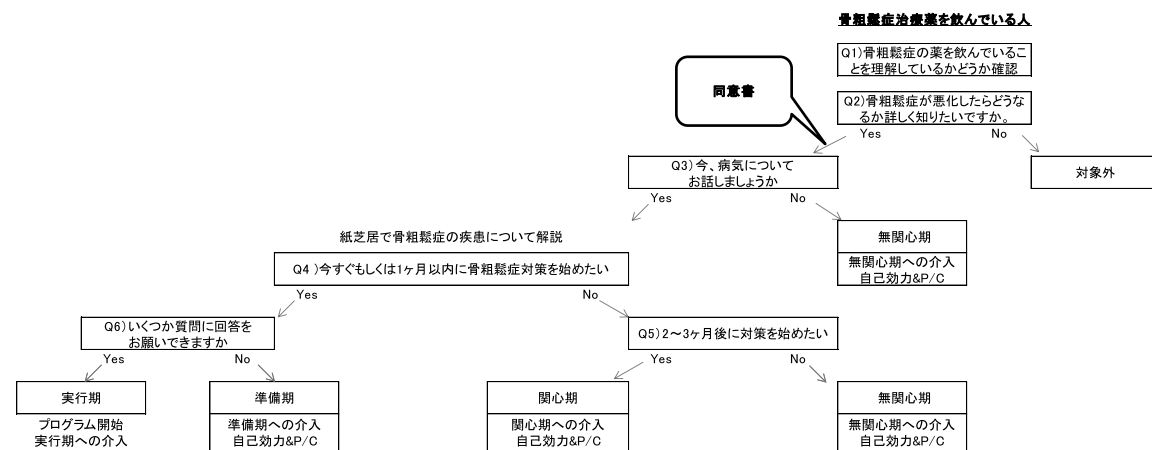 骨粗鬆症治療薬を飲んでいる人
Q1)骨粗鬆症の薬を飲んでいるこ
とを理解しているかどうか確認
同意書
Q2)骨粗鬆症が悪化したらどうな
るか詳しく知りたいですか。
Yes
No
Q3)今、病気について
お話しましょうか
対象外
Yes
No
紙芝居で骨粗鬆症の疾患について解説
無関心期
無関心期への介入
自己効力&P/C
Q4 )今すぐもしくは1ヶ月以内に骨粗鬆症対策を始めたい
Yes
No
Q6)いくつか質問に回答を
お願いできますか
Q5)2～3ヶ月後に対策を始めたい
Yes
No
Yes
No
実行期
プログラム開始
実行期への介入
準備期
準備期への介入
自己効力&P/C
関心期
関心期への介入
自己効力&P/C
無関心期
無関心期への介入
自己効力&P/C